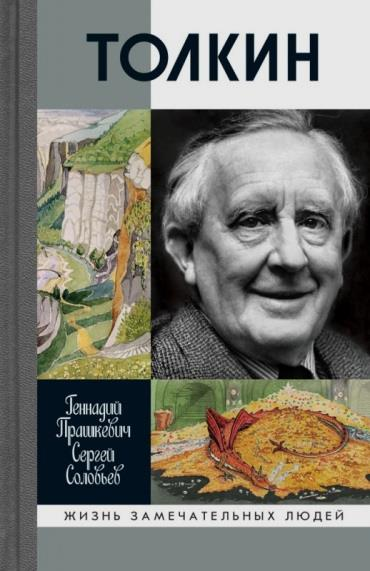 ТОЛКИН
Геннадий
Прашкевич
Сергей
Соловьев
ЖИЗНЬ ЗАМЕЧАТЕЛЬНЫХ ЛЮДЕЙ